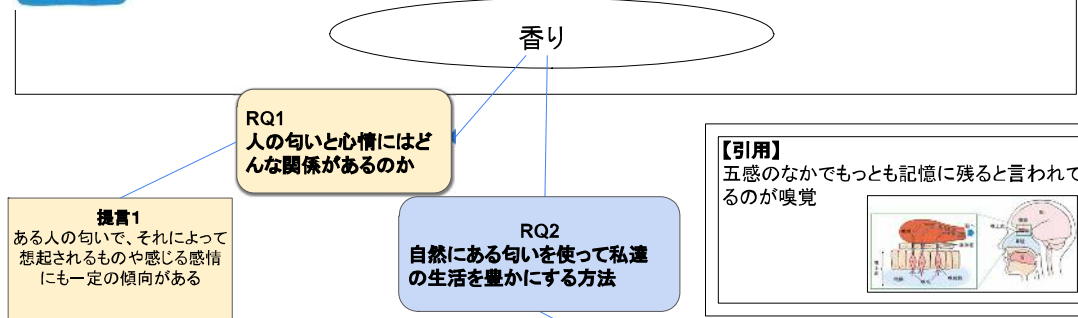 香り
RQ1
人の匂いと心情にはど
んな関係があるのか
【引用】
五感のなかでもっとも記憶に残ると言われて
るのが嗅覚
提言1
ある人の匂いで、それによって
想起されるものや感じる感情
にも一定の傾向がある
RQ2
自然にある匂いを使って私達
の生活を豊かにする方法